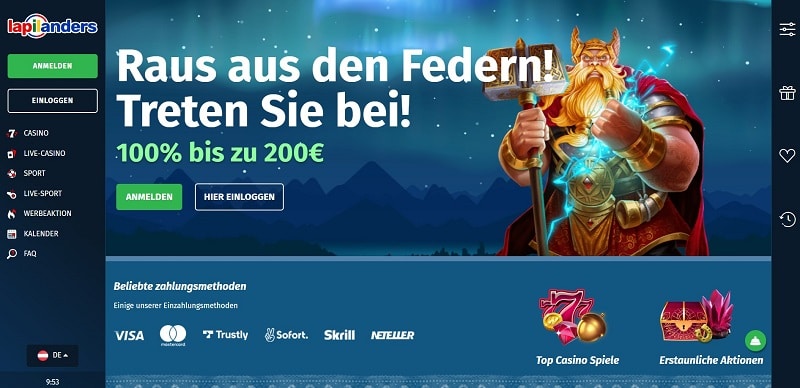 lapilanders
ANMELDEN
EINLOGGEN
CASINO
LIVE-CASINO
SPORT
LIVE-SPORT
WERBEAKTION
KALENDER
FAQ
DE
9:53
Raus aus den Federn!
Treten Sie bei!
100% bis zu 200€
ANMELDEN
HIER EINLOGGEN
Beliebte zahlungsmethoden
Einige unserer Einzahlungsmethoden
VISA
mastercard
Trustly
Sofort.
Skrill
NETELLER
777
Top Casino Spiele
Erstaunliche Aktionen